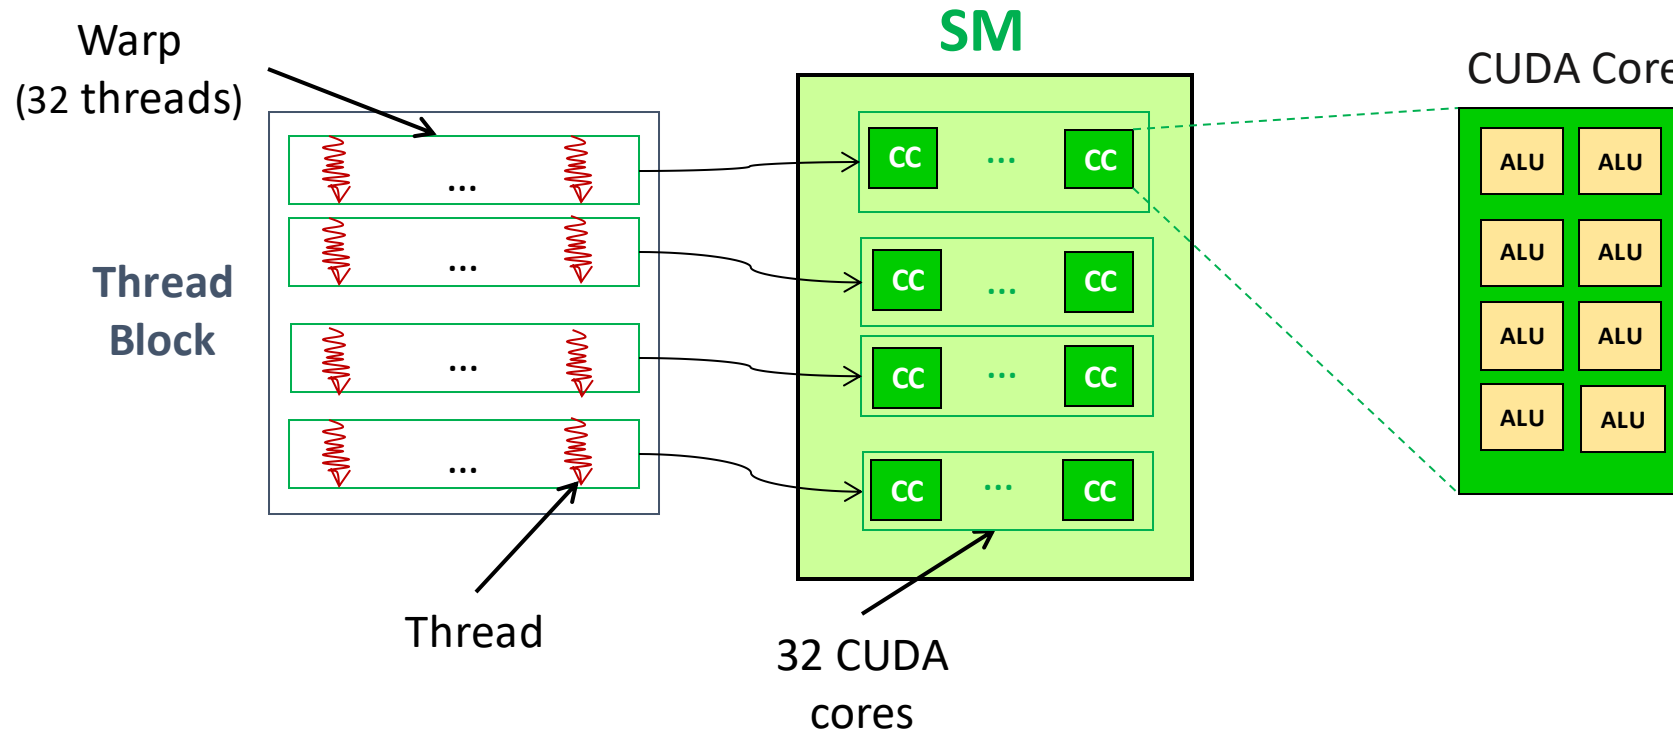 Warp
(32 threads)
Thread
Block
...
...
...
...
Thread
SM
CC ... CC
CC ... CC
CC ... CC
CC ... CC
32 CUDA
cores
CUDA Core
ALU ALU
ALU ALU
ALU ALU
ALU ALU